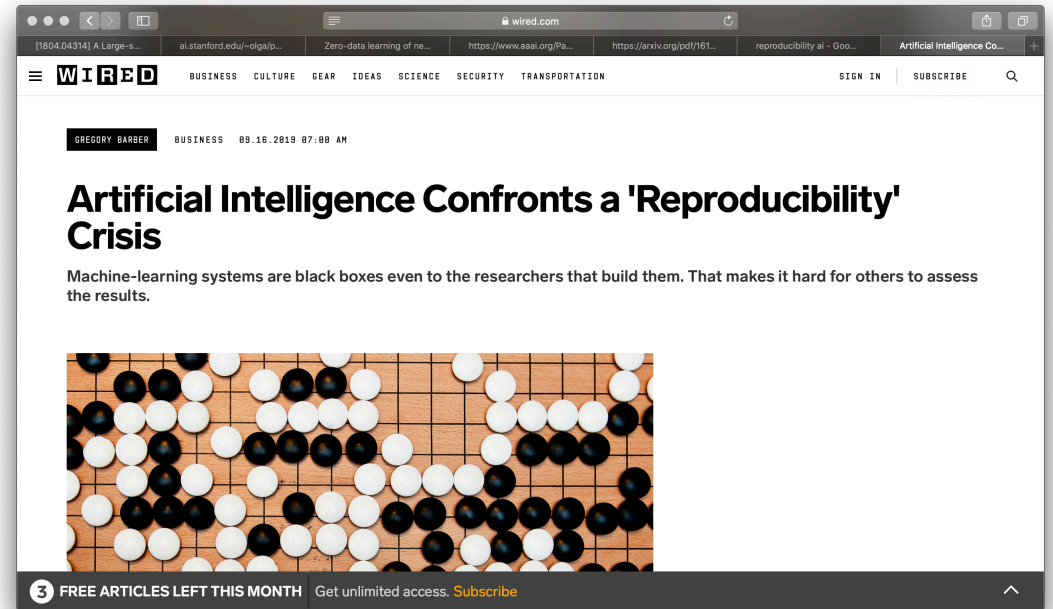 wired.com
[1804.04314] A Large-s...
ai.stanford.edu/~olga/p...
Zero-data learning of ne...
https://www.aaai.org/Pa...
https://arxiv.org/pdf/161...
reproducibility ai - Goo...
Artificial Intelligence Co...
WIRED
BUSINESS CULTURE GEAR IDEAS SCIENCE SECURITY TRANSPORTATION
SIGN IN
SUBSCRIBE
GREGORY BARBER BUSINESS 09.16.2019 07:00 AM
Artificial Intelligence Confronts a 'Reproducibility'
Crisis
Machine-learning systems are black boxes even to the researchers that build them. That makes it hard for others to assess
the results.
3 FREE ARTICLES LEFT THIS MONTH Get unlimited access. Subscribe